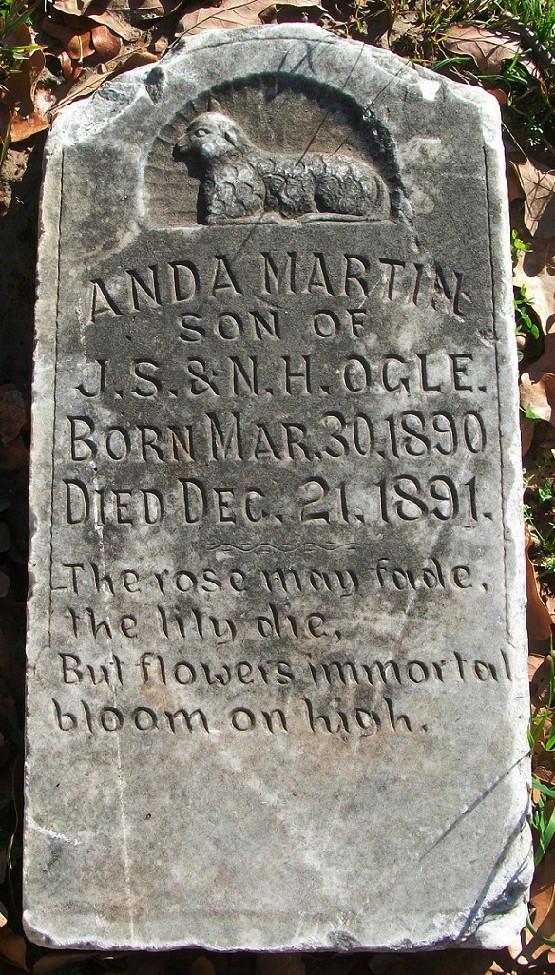 ANDA MARTIN
SON OF
J.S. & N.H. OGLE.
BORN MAR. 30. 1890
DIED DEC. 21. 1891.
The rose may fade,
the lily die,
But flowers immortal
bloom on high.